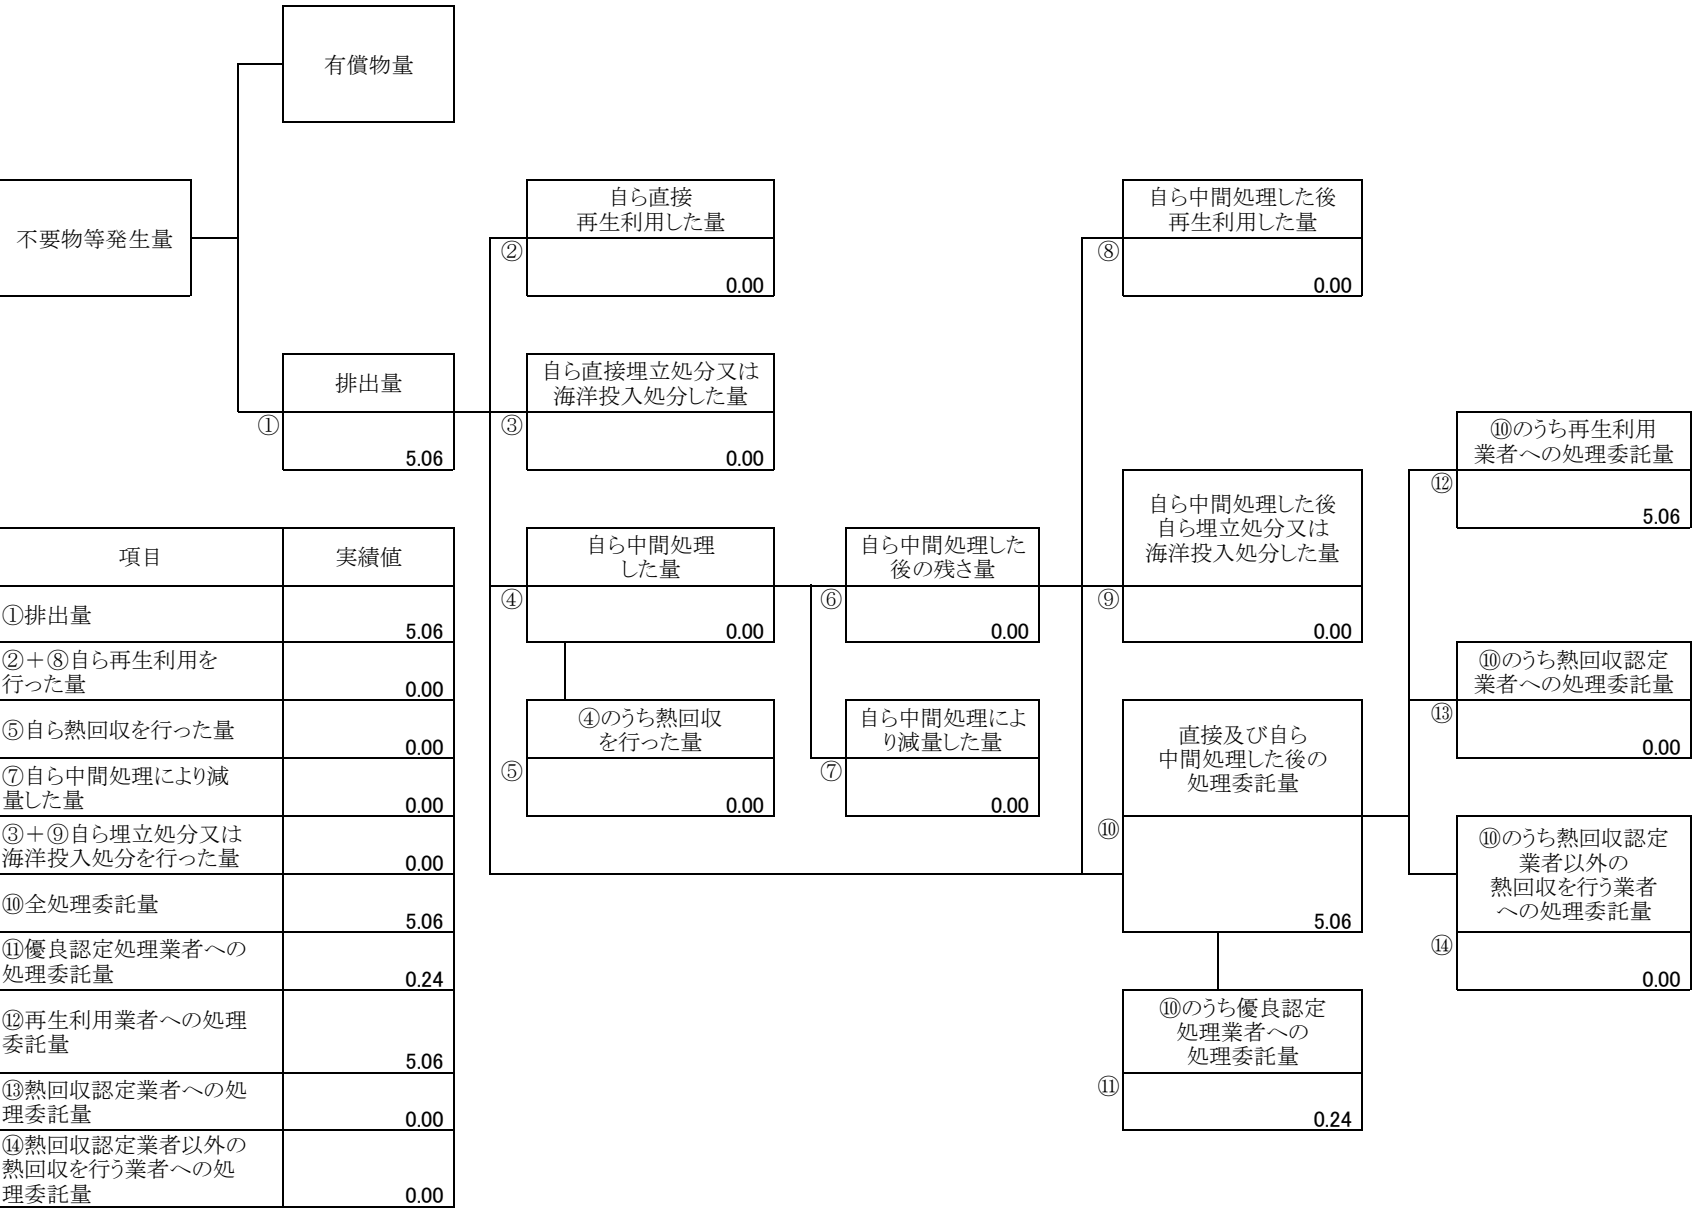 有償物量
不要物等発生量
自ら直接
再生利用した量
②
0.00
自ら中間処理した後
再生利用した量
⑧
0.00
排出量
①
5.06
自ら直接埋立処分又は
海洋投入処分した量
③
0.00
⑩のうち再生利用
業者への処理委託量
⑫
5.06
自ら中間処理
した量
④
0.00
自ら中間処理した
後の残さ量
⑥
0.00
自ら中間処理した後
自ら埋立処分又は
海洋投入処分した量
⑨
0.00
⑩のうち熱回収認定
業者への処理委託量
⑬
0.00
④のうち熱回収
を行った量
⑤
0.00
自ら中間処理によ
り減量した量
⑦
0.00
直接及び自ら
中間処理した後の
処理委託量
⑩
5.06
⑩のうち熱回収認定
業者以外の
熱回収を行う業者
への処理委託量
⑭
0.00
⑩のうち優良認定
処理業者への
処理委託量
⑪
0.24
項目 実績値
①排出量 5.06
②＋⑧自ら再生利用を
行った量 0.00
⑤自ら熱回収を行った量 0.00
⑦自ら中間処理により減
量した量 0.00
③＋⑨自ら埋立処分又は
海洋投入処分を行った量 0.00
⑩全処理委託量 5.06
⑪優良認定処理業者への
処理委託量 0.24
⑫再生利用業者への処理
委託量 5.06
⑬熱回収認定業者への処
理委託量 0.00
⑭熱回収認定業者以外の
熱回収を行う業者への処
理委託量 0.00